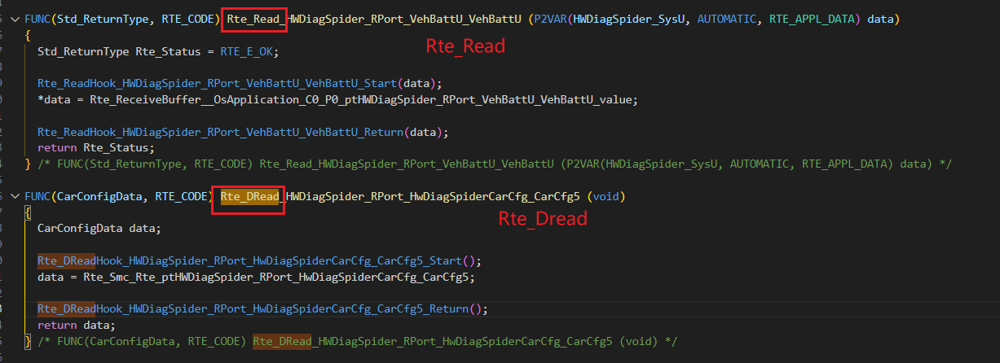 FUNC(Std_ReturnType, RTE_CODE) Rte_Read_HWDiagSpider_RPort_VehBattU_VehBattU (P2VAR(HWDiagSpider_SysU, AUTOMATIC, RTE_APPL_DATA) data)
{
Rte_Read
Std_ReturnType Rte_Status = RTE_E_OK;
Rte_ReadHook_HWDiagSpider_RPort_VehBattU_VehBattU_Start(data);
*data = Rte_ReceiveBuffer__OsApplication_C0_P0_ptHWDiagSpider_RPort_VehBattU_VehBattU_value;
Rte_ReadHook_HWDiagSpider_RPort_VehBattU_VehBattU_Return(data);
return Rte_Status;
} /* FUNC(Std_ReturnType, RTE_CODE) Rte_Read_HWDiagSpider_RPort_VehBattU_VehBattU (P2VAR(HWDiagSpider_SysU, AUTOMATIC, RTE_APPL_DATA) data) */
FUNC(CarConfigData, RTE_CODE) Rte_DRead_HWDiagSpider_RPort_HwDiagSpiderCarCfg_CarCfg5 (void)
{
Rte_Dread
CarConfigData data;
Rte_DReadHook_HWDiagSpider_RPort_HwDiagSpiderCarCfg_CarCfg5_Start();
data = Rte_Smc_Rte_ptHWDiagSpider_RPort_HwDiagSpiderCarCfg_CarCfg5;
Rte_DReadHook_HWDiagSpider_RPort_HwDiagSpiderCarCfg_CarCfg5_Return();
return data;
} /* FUNC(CarConfigData, RTE_CODE) Rte_DRead_HWDiagSpider_RPort_HwDiagSpiderCarCfg_CarCfg5 (void) */